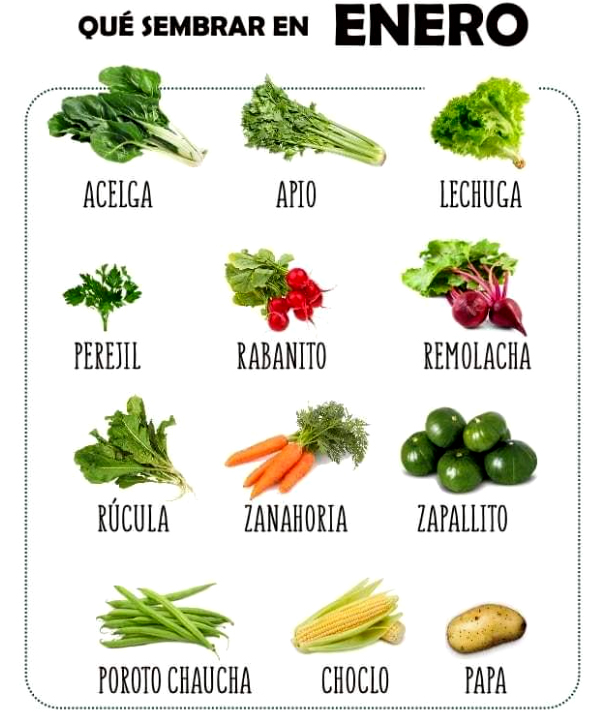 QUÉ SEMBRAR EN ENERO
ACELGA APIO LECHUGA
PEREJIL RABANITO REMOLACHA
RÚCULA ZANAHORIA ZAPALLITO
POROTO CHAUCHA CHOCLO PAPA